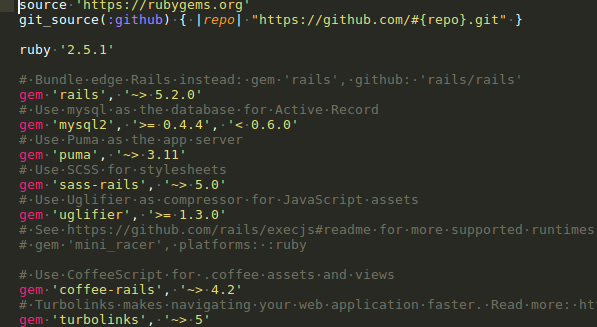 source 'https://rubygems.org'
git_source(:github) { |repo| "https://github.com/#{repo}.git" }
ruby '2.5.1'
# Bundle edge Rails instead: gem 'rails', github: 'rails/rails'
gem 'rails', '~> 5.2.0'
# Use mysql as the database for Active Record
gem 'mysql2', '>= 0.4.4', '< 0.6.0'
# Use Puma as the app server
gem 'puma', '~> 3.11'
# Use SCSS for stylesheets
gem 'sass-rails', '~> 5.0'
# Use Uglifier as compressor for JavaScript assets
gem 'uglifier', '>= 1.3.0'
# See https://github.com/rails/execjs#readme for more supported runtimes
# gem 'mini_racer', platforms: :ruby
# Use CoffeeScript for .coffee assets and views
gem 'coffee-rails', '~> 4.2'
# Turbolinks makes navigating your web application faster. Read more: ht
gem 'turbolinks', '~> 5'